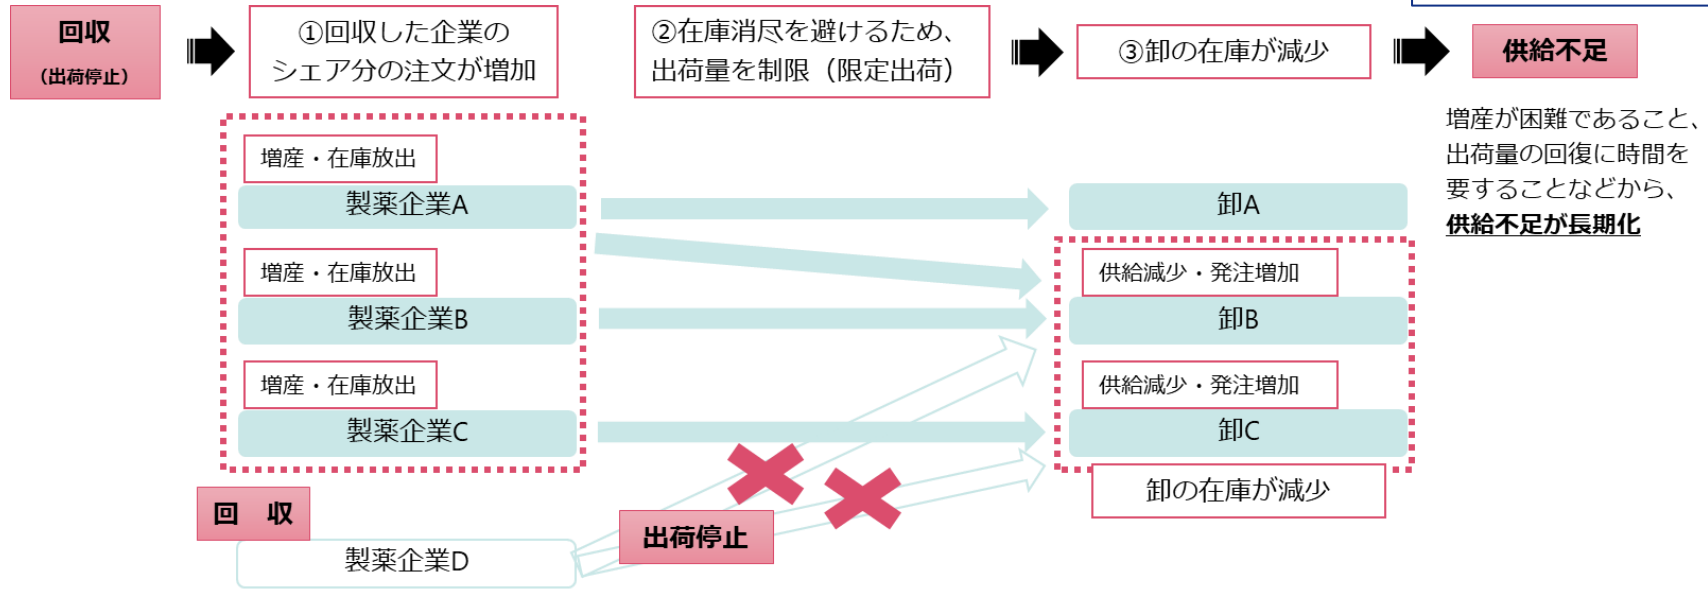 回収
（出荷停止）
①回収した企業の
シェア分の注文が増加
②在庫消尽を避けるため、
出荷量を制限（限定出荷）
③卸の在庫が減少
供給不足
増産が困難であること、
出荷量の回復に時間を
要することなどから、
供給不足が長期化
増産・在庫放出
製薬企業A
卸A
増産・在庫放出
供給減少・発注増加
製薬企業B
卸B
増産・在庫放出
供給減少・発注増加
製薬企業C
卸C
卸の在庫が減少
回　収
出荷停止
製薬企業D